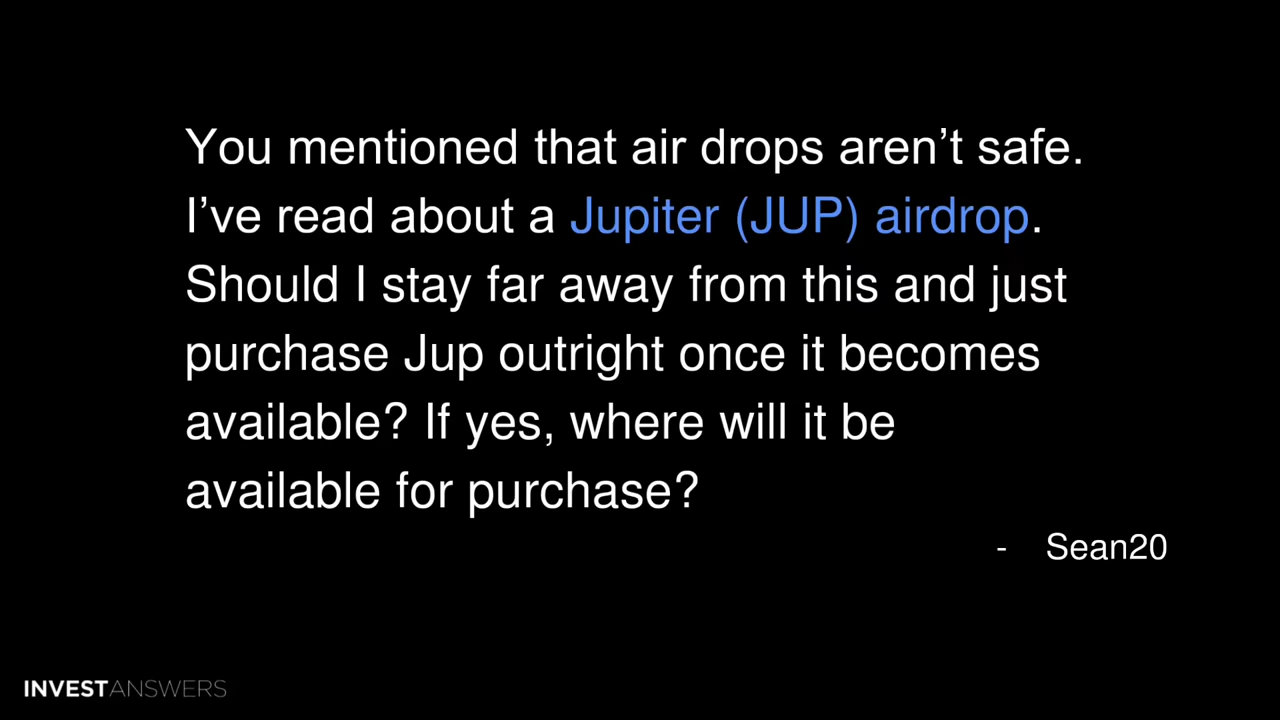 You mentioned that air drops aren’t safe.
I’ve read about a Jupiter (JUP) airdrop.
Should I stay far away from this and just
purchase Jup outright once it becomes
available? If yes, where will it be
available for purchase?
- Sean20
INVESTANSWERS